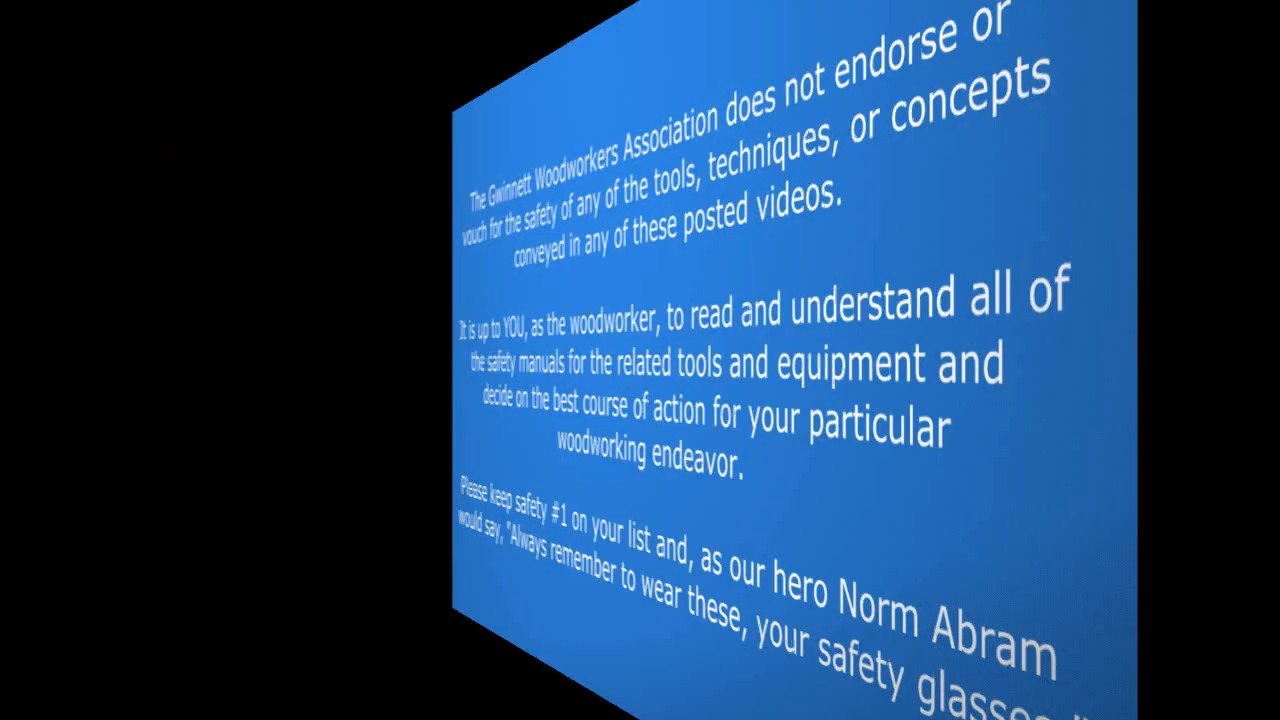 The Gwinnett Woodworkers Association does not endorse or
vouch for the safety of any of the tools, techniques, or concepts
conveyed in any of these posted videos.
It is up to YOU, as the woodworker, to read and understand all of
the safety manuals for the related tools and equipment and
decide on the best course of action for your particular
woodworking endeavor.
Please keep safety #1 on your list and, as our hero Norm Abram
would say, "Always remember to wear these, your safety glasses."